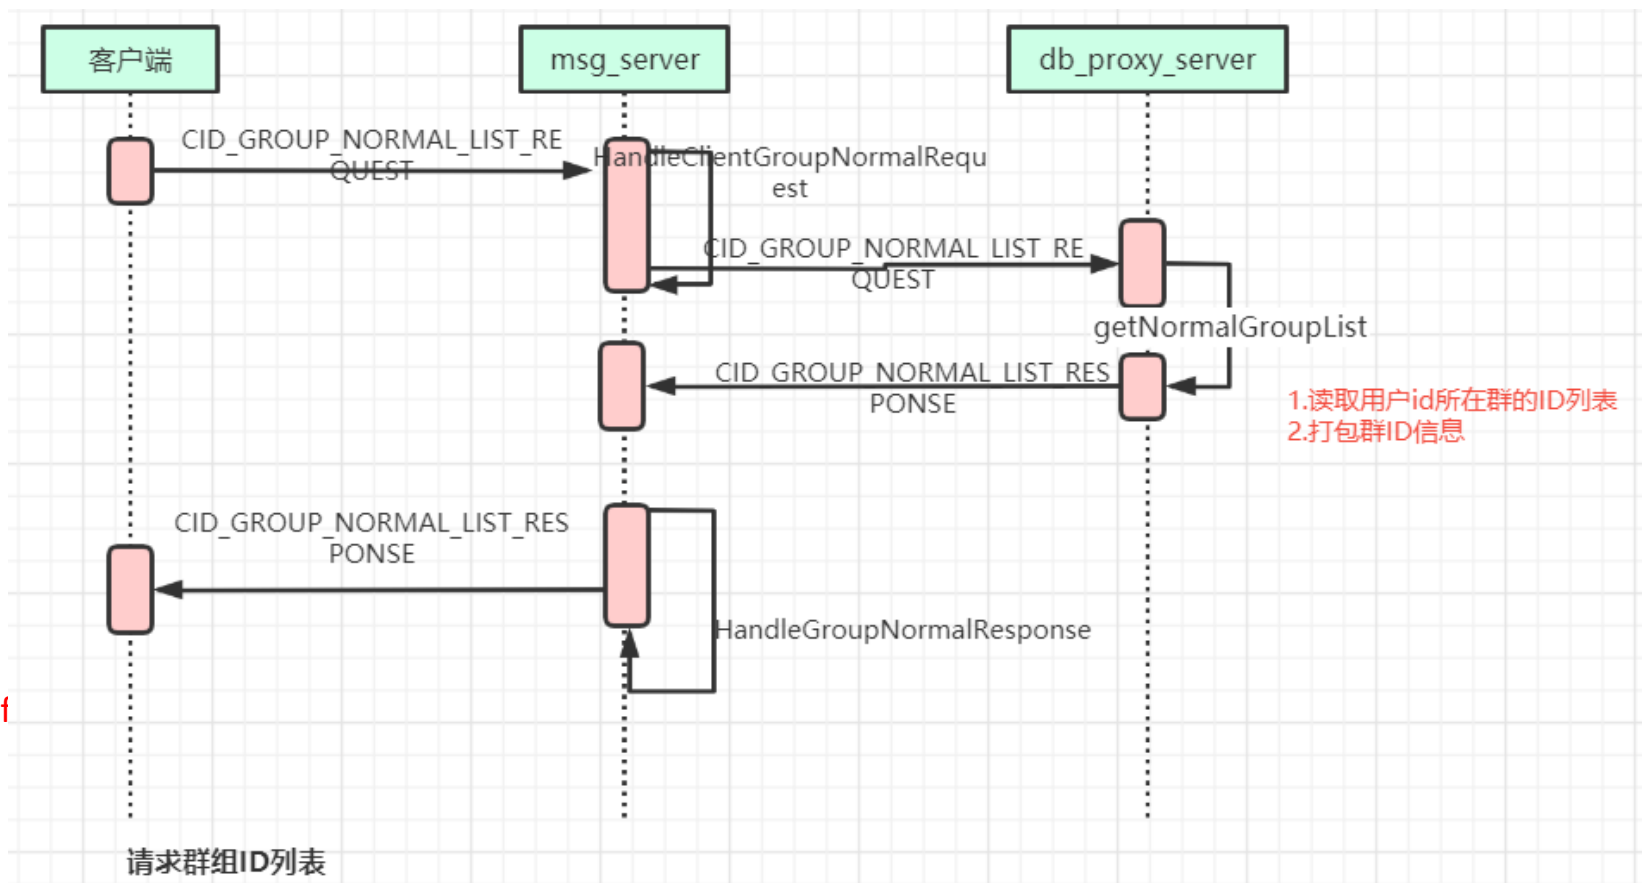 客户端
msg_server
db_proxy_server
CID_GROUP_NORMAL_LIST_RE
QUEST
HandleClientGroupNormalRequ
est
CID_GROUP_NORMAL_LIST_RE
QUEST
getNormalGroupList
CID_GROUP_NORMAL_LIST_RES
PONSE
1.读取用户id所在群的ID列表
2.打包群ID信息
CID_GROUP_NORMAL_LIST_RES
PONSE
HandleGroupNormalResponse
f
请求群组ID列表